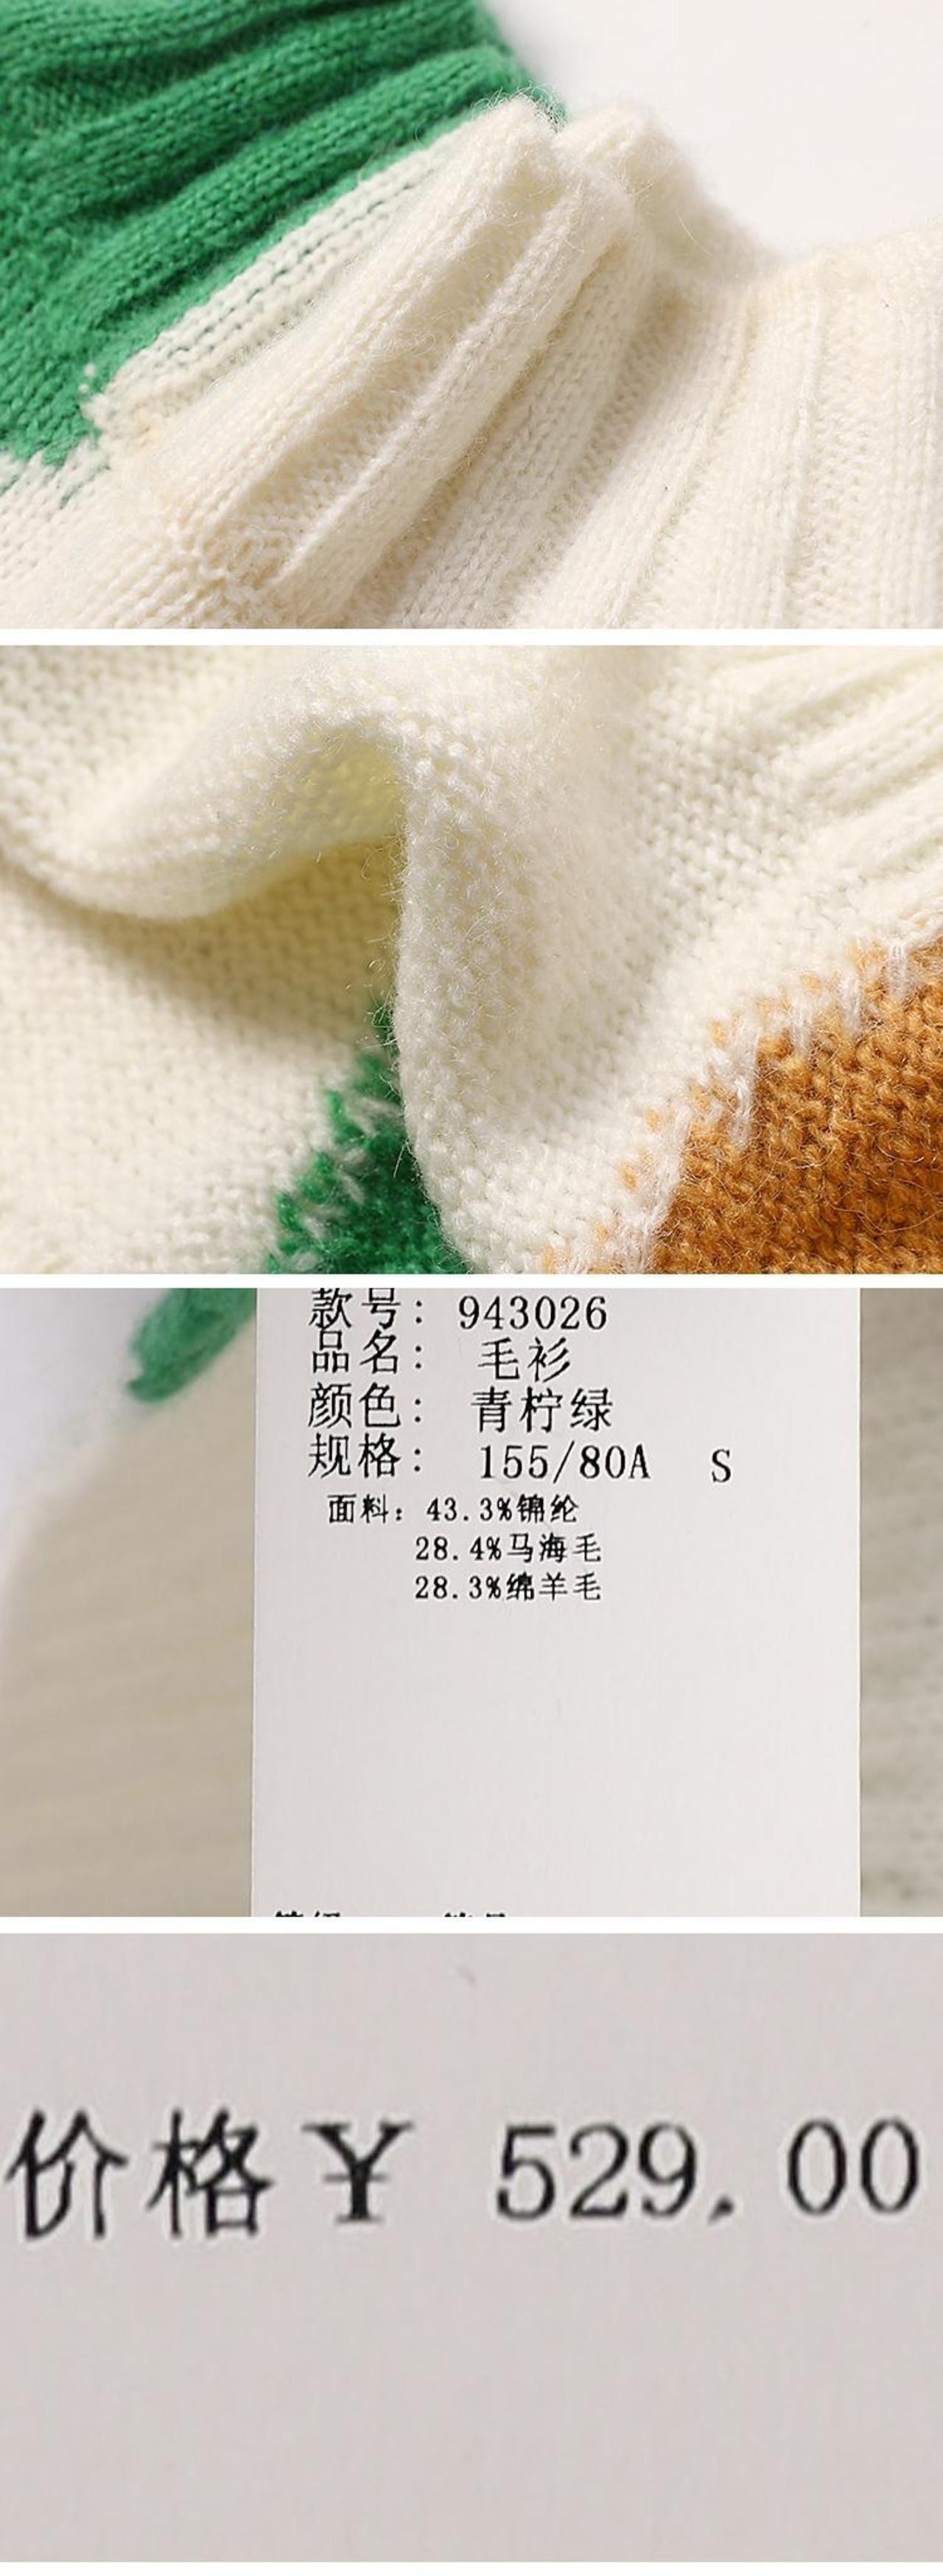 款号: 943026
品名: 毛衫
颜色: 青柠绿
规格: 155/80A S
面料: 43.3%锦纶
28.4%马海毛
28.3%绵羊毛
价格¥ 529.00